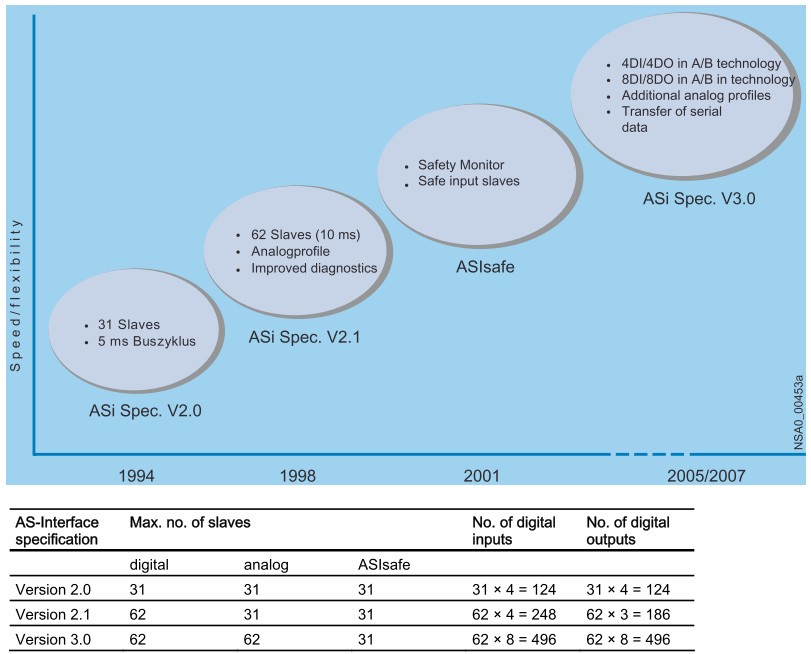 Speed/flexibility
4DI/4DO in A/B technology
8DI/8DO in A/B in technology
Additional analog profiles
Transfer of serial
data
ASi Spec. V3.0
Safety Monitor
Safe input slaves
ASIsafe
62 Slaves (10 ms)
Analogprofile
Improved diagnostics
ASi Spec. V2.1
31 Slaves
5 ms Buszyklus
ASi Spec. V2.0
NSA0_00453a
1994 1998 2001 2005/2007
AS-Interface Max. no. of slaves No. of digital No. of digital
specification inputs outputs
digital analog ASIsafe
Version 2.0 31 31 31 31 × 4 = 124 31 × 4 = 124
Version 2.1 62 31 31 62 × 4 = 248 62 × 3 = 186
Version 3.0 62 62 31 62 × 8 = 496 62 × 8 = 496